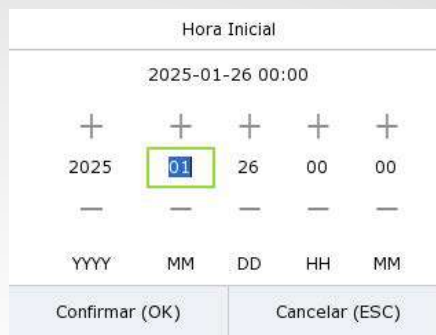 Hora Inicial
2025-01-26 00:00
+ + + + +
2025 01 26 00 00
— — — — —
YYYY MM DD HH MM
Confirmar (OK) Cancelar (ESC)